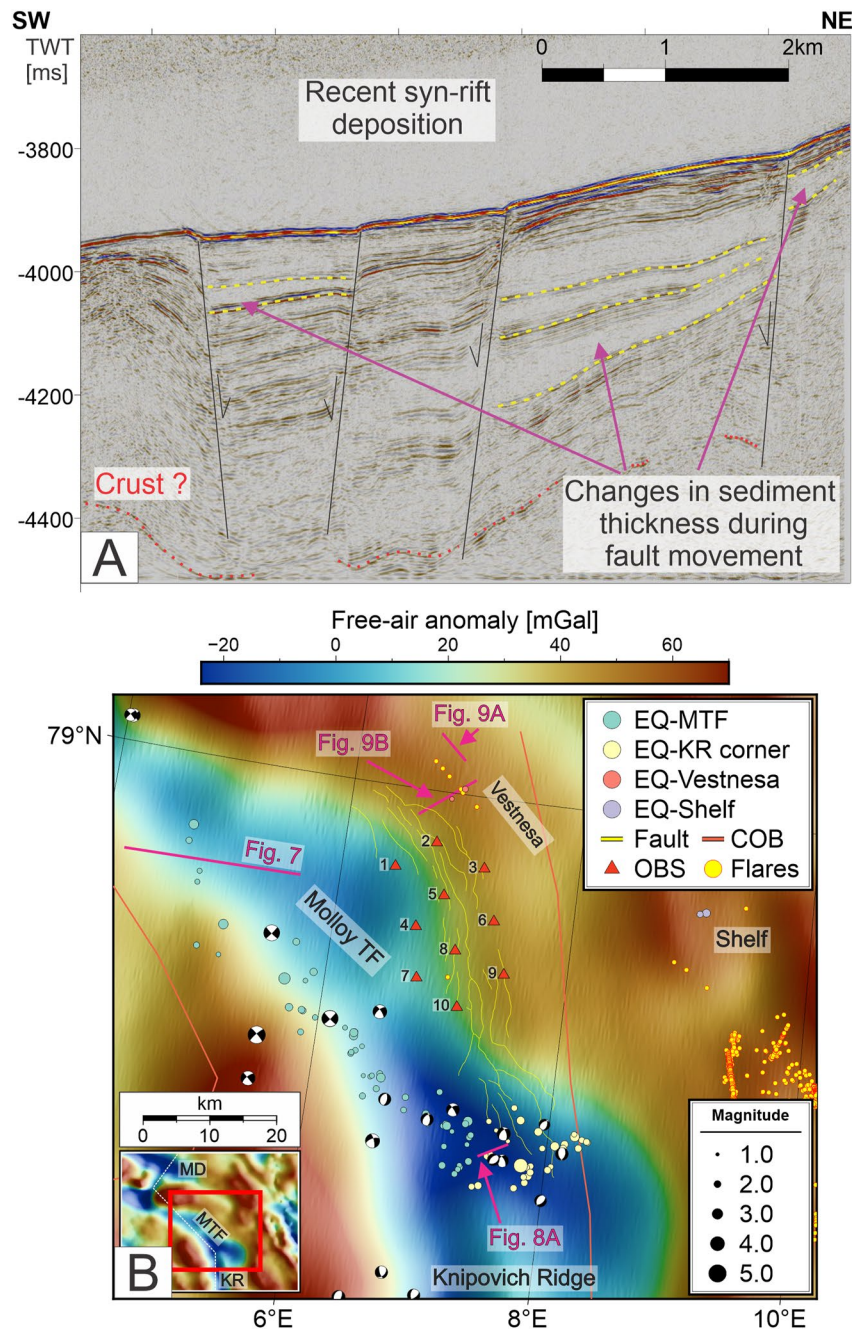 SW
NE
TWT
[ms]
0
1
2km
Recent syn-rift
deposition
-3800
-4000
-4200
-4400
Crust ?
Changes in sediment
thickness during
fault movement
A
Free-air anomaly [mGal]
−20
0
20
40
60
79°N
Fig. 9A
Fig. 9B
Vestnesa
EQ-MTF
EQ-KR corner
EQ-Vestnesa
EQ-Shelf
Fault
COB
OBS
Flares
Fig. 7
Molloy TF
1
2
3
4
5
6
7
8
9
10
Shelf
km
0
10
20
MD
MTF
KR
B
Fig. 8A
Knipovich Ridge
Magnitude
1.0
2.0
3.0
4.0
5.0
6°E
8°E
10°E